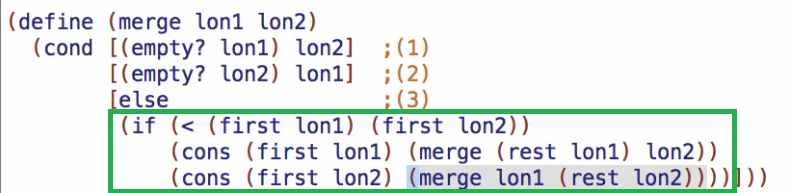 (define (merge lon1 lon2)
(cond [(empty? lon1) lon2] ;(1)
[(empty? lon2) lon1] ;(2)
[else ;(3)
(if (< (first lon1) (first lon2))
(cons (first lon1) (merge (rest lon1) lon2))
(cons (first lon2) (merge lon1 (rest lon2))))]))